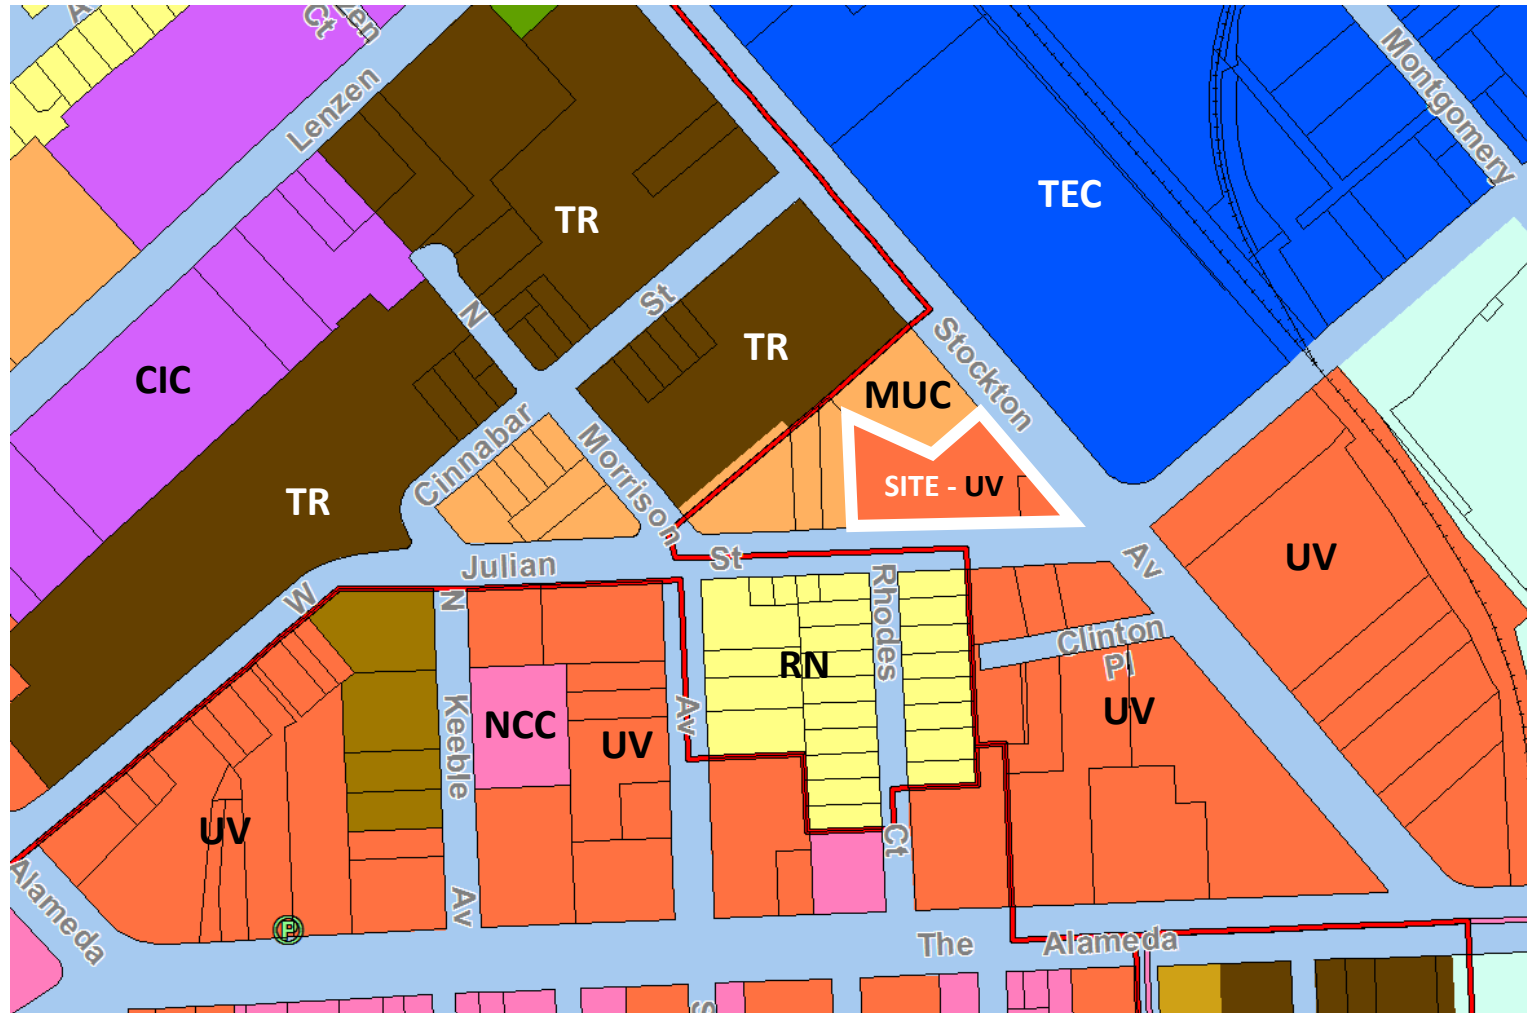 Ct
Lenzen
Montgomery
TEC
TR
N
St
Stockton
TR
CIC
MUC
Cinnabar
Morrison
SITE - UV
TR
Julian
St
Av
UV
W
N
Rhodes
Clinton
Pl
RN
Keeble
NCC
Av
UV
UV
UV
Ct
Alameda
P
Av
The
Alameda